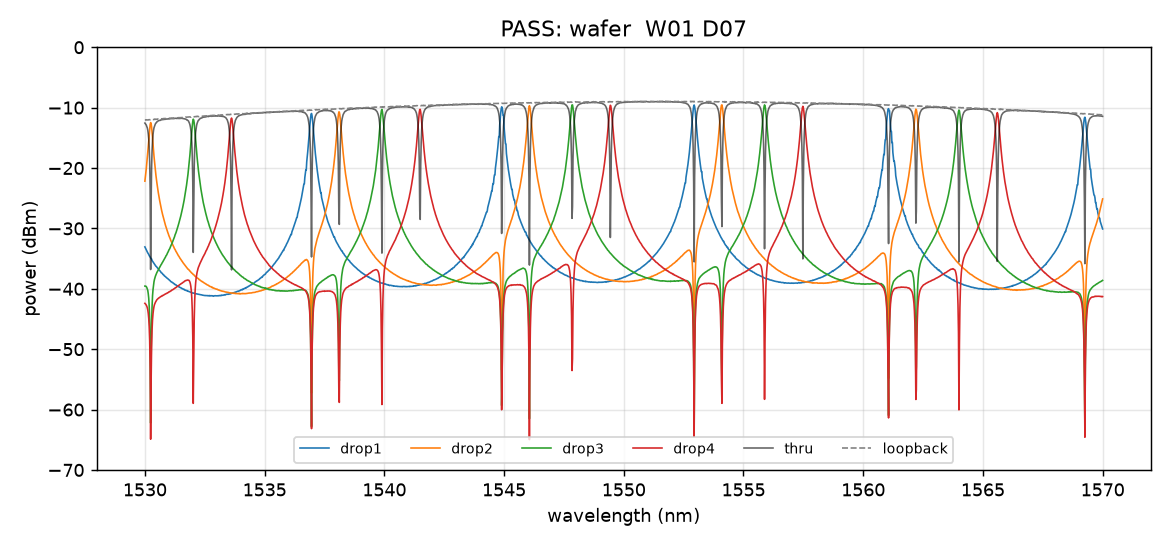 PASS: wafer  W01 D07
power (dBm)
0
−10
−20
−30
−40
−50
−60
−70
drop1 drop2 drop3 drop4 thru loopback
1530 1535 1540 1545 1550 1555 1560 1565 1570
wavelength (nm)